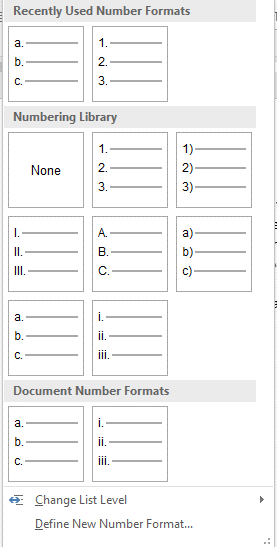 Recently Used Number Formats
a. 1.
b. 2.
c. 3.
Numbering Library
None
1. 1)
2. 2)
3. 3)
I. A. a)
II. B. b)
III. C. c)
a. i.
b. ii.
c. iii.
Document Number Formats
a. i.
b. ii.
c. iii.
Change List Level
Define New Number Format...